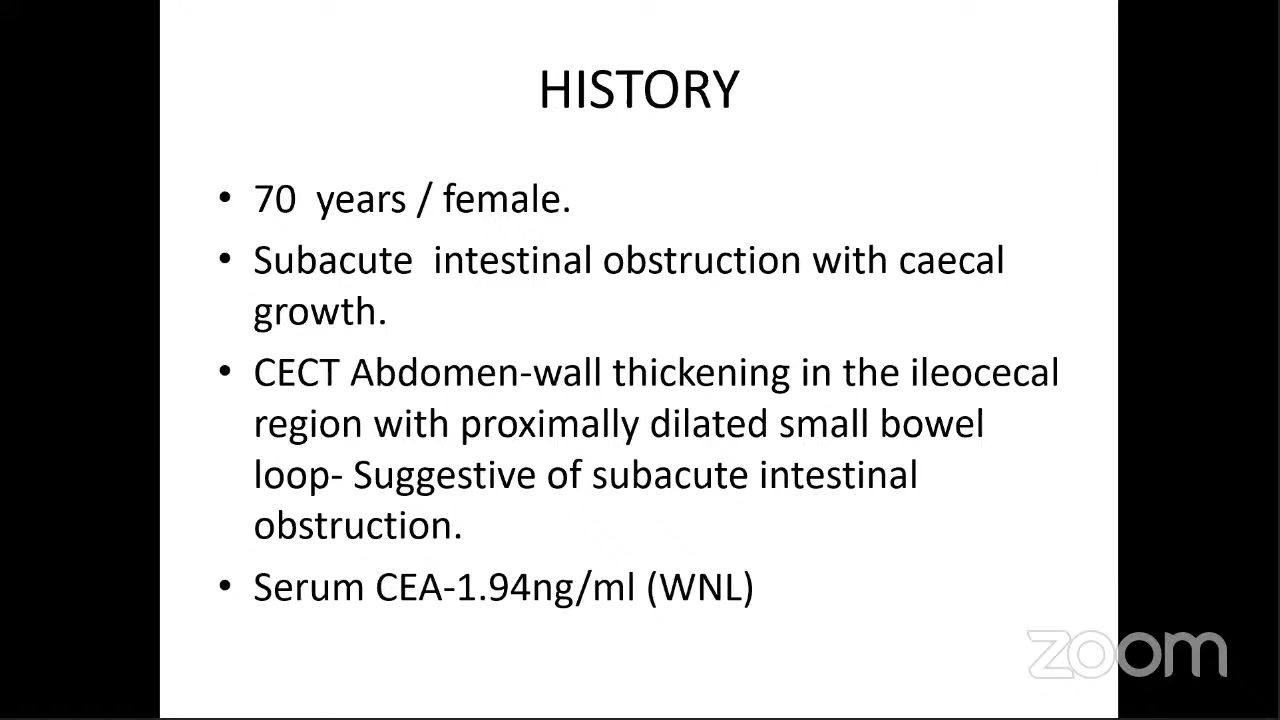 HISTORY
• 70 years / female.
• Subacute intestinal obstruction with caecal
growth.
• CECT Abdomen-wall thickening in the ileocecal
region with proximally dilated small bowel
loop- Suggestive of subacute intestinal
obstruction.
• Serum CEA-1.94ng/ml (WNL)
zoom